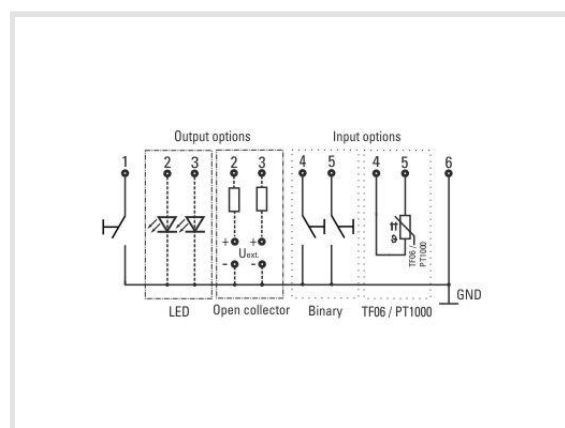 Output options Input options
1 2 3 2 3 4 5 4 5 6
+ +
Uext.
- -
ϑ
TF06 /
PT1000
GND
LED Open collector Binary TF06 / PT1000